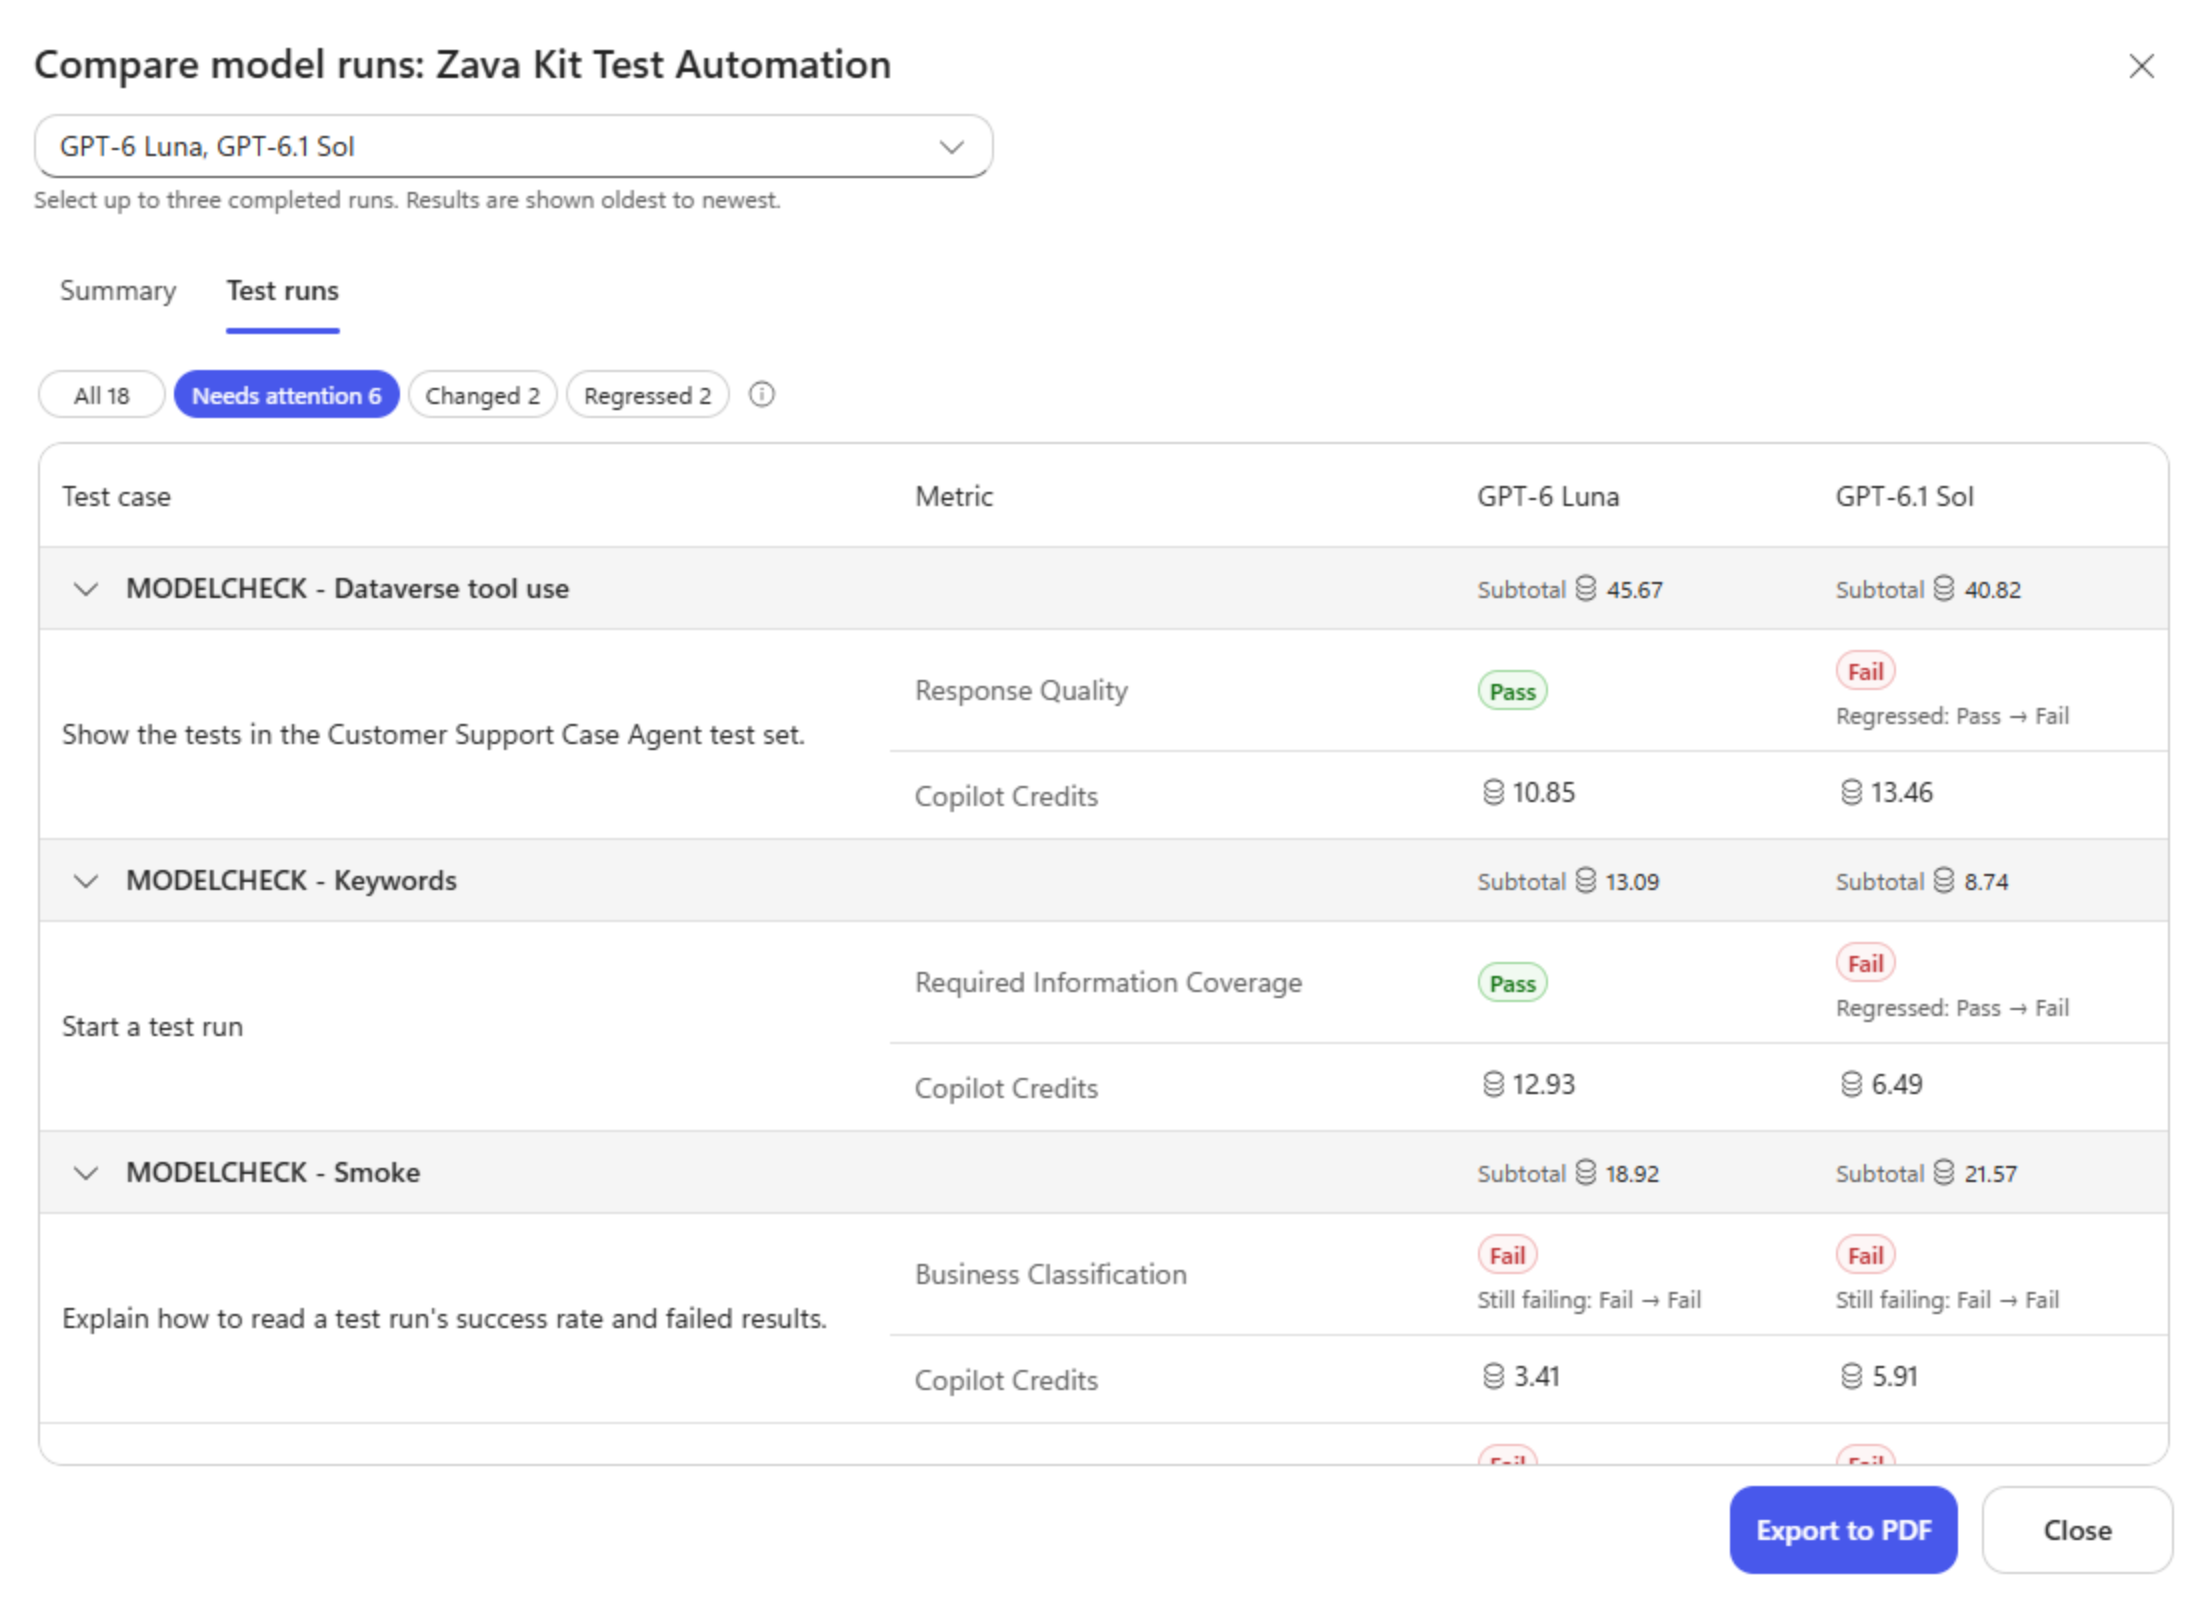 Compare model runs: Zava Kit Test Automation
GPT-6 Luna, GPT-6.1 Sol
Select up to three completed runs. Results are shown oldest to newest.
Summary Test runs
All 18 Needs attention 6 Changed 2 Regressed 2
Test case Metric GPT-6 Luna GPT-6.1 Sol
MODELCHECK - Dataverse tool use Subtotal 45.67 Subtotal 40.82
Show the tests in the Customer Support Case Agent test set.
Response Quality Pass Fail
Regressed: Pass → Fail
Copilot Credits 10.85 13.46
MODELCHECK - Keywords Subtotal 13.09 Subtotal 8.74
Start a test run
Required Information Coverage Pass Fail
Regressed: Pass → Fail
Copilot Credits 12.93 6.49
MODELCHECK - Smoke Subtotal 18.92 Subtotal 21.57
Explain how to read a test run's success rate and failed results.
Business Classification Fail Fail
Still failing: Fail → Fail Still failing: Fail → Fail
Copilot Credits 3.41 5.91
Fail Fail
Export to PDF Close